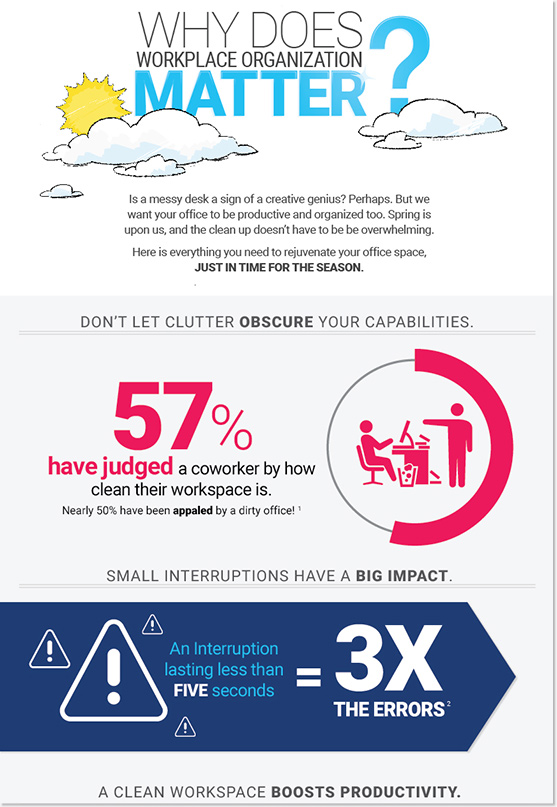 WHY DOES
WORKPLACE ORGANIZATION
MATTER?
Is a messy desk a sign of a creative genius? Perhaps. But we
want your office to be productive and organized too. Spring is
upon us, and the clean up doesn't have to be be overwhelming.
Here is everything you need to rejuvenate your office space,
JUST IN TIME FOR THE SEASON.
.
DON'T LET CLUTTER OBSCURE YOUR CAPABILITIES.
57%
have judged a coworker by how
clean their workspace is.
Nearly 50% have been appaled by a dirty office! 1
SMALL INTERRUPTIONS HAVE A BIG IMPACT.
An Interruption
lasting less than
FIVE seconds
=
3X
THE ERRORS 2
A CLEAN WORKSPACE BOOSTS PRODUCTIVITY.